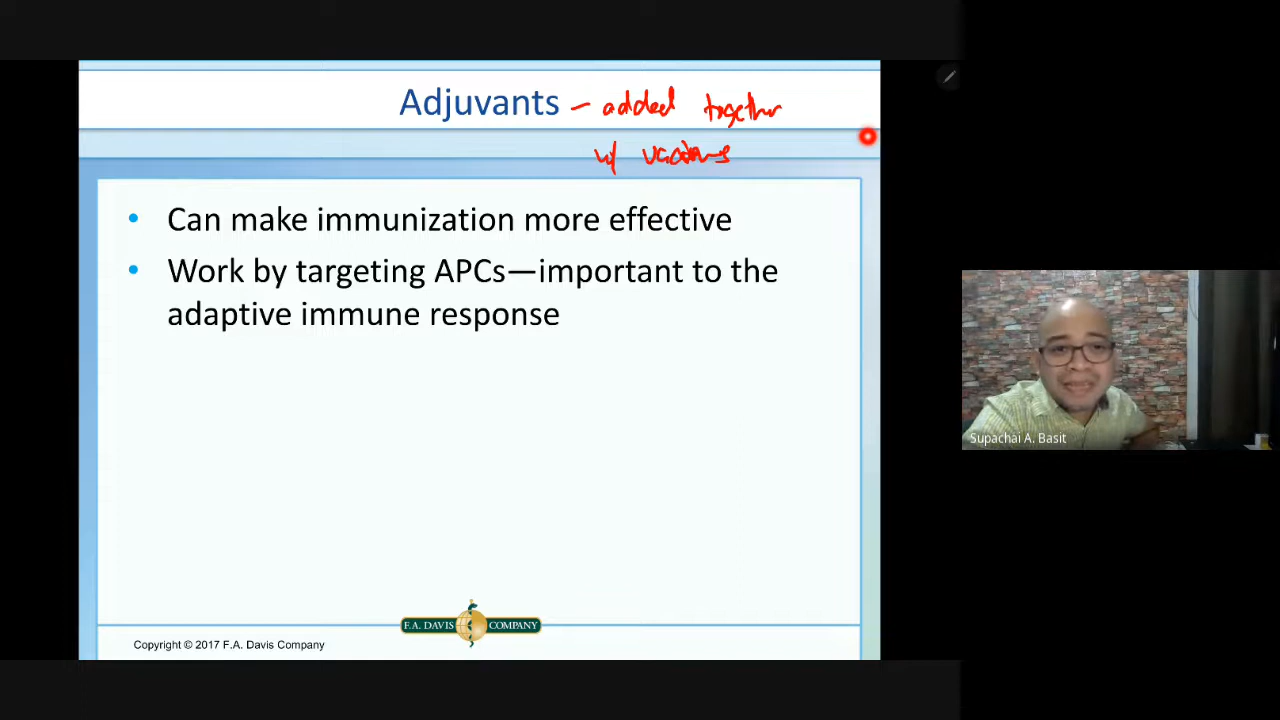 Adjuvants – added together
w/ vaccines
• Can make immunization more effective
• Work by targeting APCs—important to the
adaptive immune response
Supachai A. Basit
F.A. DAVIS COMPANY
Copyright © 2017 F.A. Davis Company